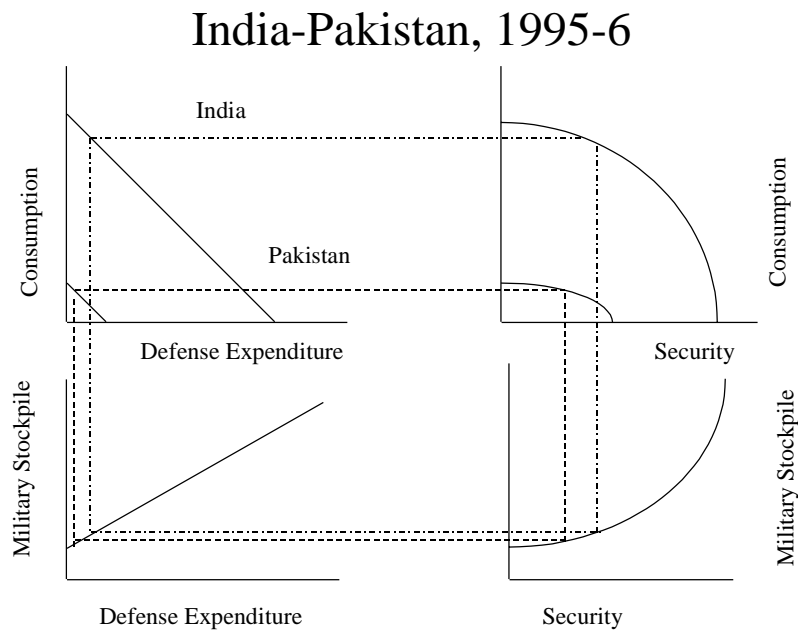 India-Pakistan, 1995-6
India
Consumption
Consumption
Pakistan
Defense Expenditure
Security
Military Stockpile
Military Stockpile
Defense Expenditure
Security